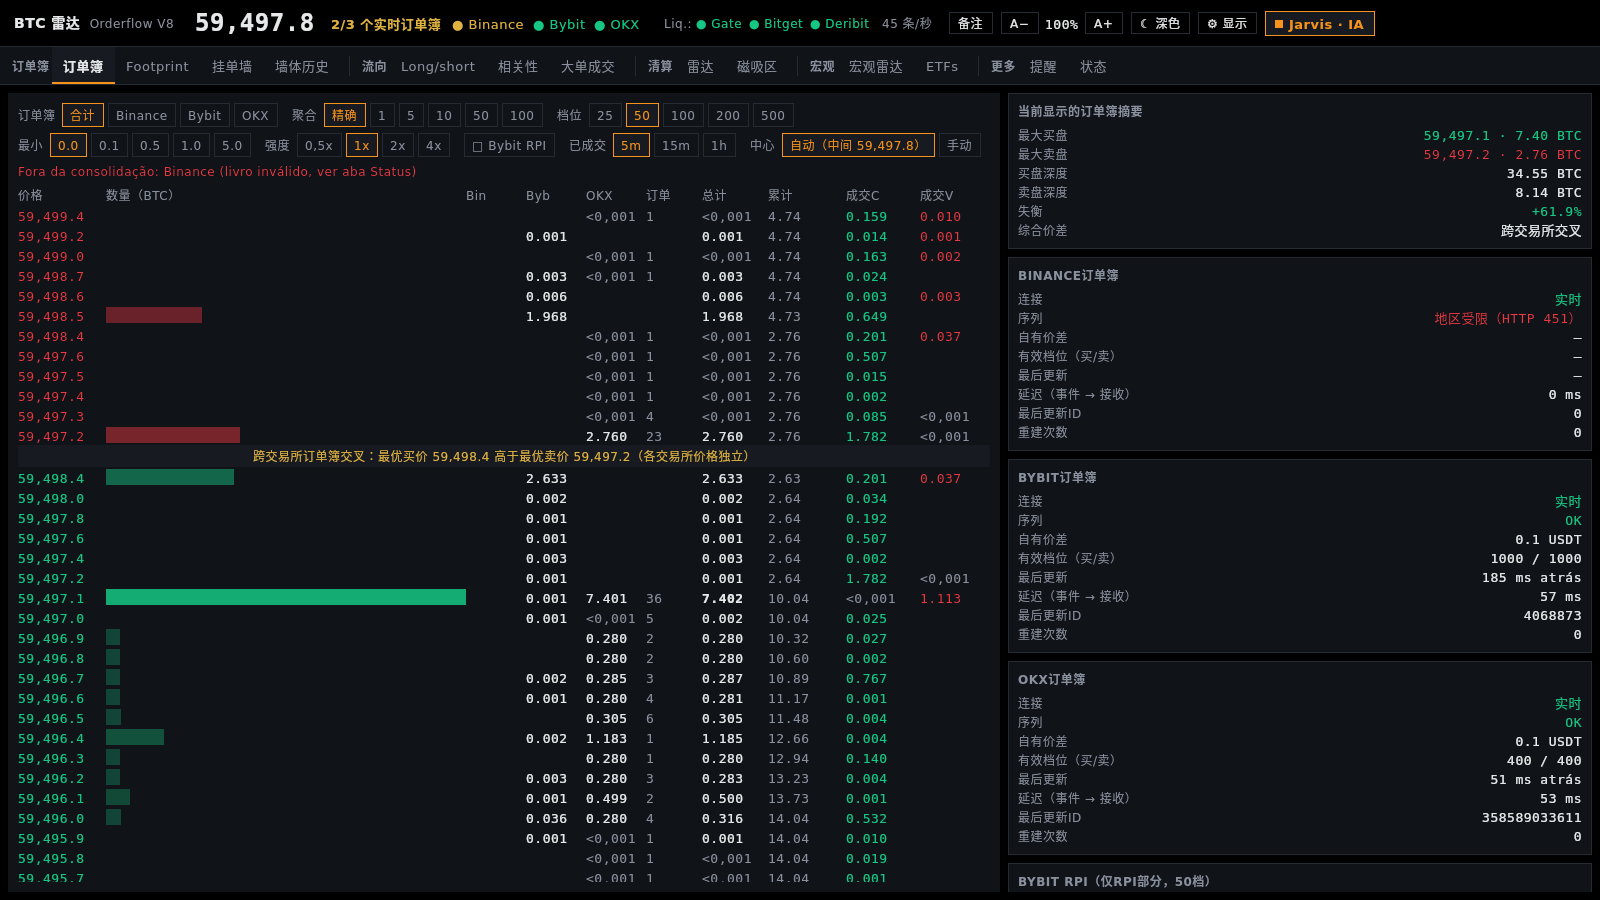 BTC 雷达 Orderflow V8 59,497.8 2/3 个实时订单簿 ● Binance ● Bybit ● OKX Liq.: ● Gate ● Bitget ● Deribit 45 条/秒 备注 A− 100% A+ ☾ 深色 ⚙ 显示 ■ Jarvis · IA
订单簿 订单簿 Footprint 挂单墙 墙体历史 流向 Long/short 相关性 大单成交 清算 雷达 磁吸区 宏观 宏观雷达 ETFs 更多 提醒 状态
订单簿 合计 Binance Bybit OKX 聚合 精确 1 5 10 50 100 档位 25 50 100 200 500
最小 0.0 0.1 0.5 1.0 5.0 强度 0,5x 1x 2x 4x □ Bybit RPI 已成交 5m 15m 1h 中心 自动（中间 59,497.8） 手动
Fora da consolidação: Binance (livro inválido, ver aba Status)
价格 数量（BTC） Bin Byb OKX 订单 总计 累计 成交C 成交V
59,499.4 <0,001 1 <0,001 4.74 0.159 0.010
59,499.2 0.001 0.001 4.74 0.014 0.001
59,499.0 <0,001 1 <0,001 4.74 0.163 0.002
59,498.7 0.003 <0,001 1 0.003 4.74 0.024
59,498.6 0.006 0.006 4.74 0.003 0.003
59,498.5 1.968 1.968 4.73 0.649
59,498.4 <0,001 1 <0,001 2.76 0.201 0.037
59,497.6 <0,001 1 <0,001 2.76 0.507
59,497.5 <0,001 1 <0,001 2.76 0.015
59,497.4 <0,001 1 <0,001 2.76 0.002
59,497.3 <0,001 4 <0,001 2.76 0.085 <0,001
59,497.2 2.760 23 2.760 2.76 1.782 <0,001
跨交易所订单簿交叉：最优买价 59,498.4 高于最优卖价 59,497.2（各交易所价格独立）
59,498.4 2.633 2.633 2.63 0.201 0.037
59,498.0 0.002 0.002 2.64 0.034
59,497.8 0.001 0.001 2.64 0.192
59,497.6 0.001 0.001 2.64 0.507
59,497.4 0.003 0.003 2.64 0.002
59,497.2 0.001 0.001 2.64 1.782 <0,001
59,497.1 0.001 7.401 36 7.402 10.04 <0,001 1.113
59,497.0 0.001 <0,001 5 0.002 10.04 0.025
59,496.9 0.280 2 0.280 10.32 0.027
59,496.8 0.280 2 0.280 10.60 0.002
59,496.7 0.002 0.285 3 0.287 10.89 0.767
59,496.6 0.001 0.280 4 0.281 11.17 0.001
59,496.5 0.305 6 0.305 11.48 0.004
59,496.4 0.002 1.183 1 1.185 12.66 0.004
59,496.3 0.280 1 0.280 12.94 0.140
59,496.2 0.003 0.280 3 0.283 13.23 0.004
59,496.1 0.001 0.499 2 0.500 13.73 0.001
59,496.0 0.036 0.280 4 0.316 14.04 0.532
59,495.9 0.001 <0,001 1 0.001 14.04 0.010
59,495.8 <0,001 1 <0,001 14.04 0.019
59,495.7 <0,001 1 <0,001 14.04 0.001
当前显示的订单簿摘要
最大买盘 59,497.1 · 7.40 BTC
最大卖盘 59,497.2 · 2.76 BTC
买盘深度 34.55 BTC
卖盘深度 8.14 BTC
失衡 +61.9%
综合价差 跨交易所交叉
BINANCE订单簿
连接 实时
序列 地区受限（HTTP 451）
自有价差 —
有效档位（买/卖） —
最后更新 —
延迟（事件 → 接收） 0 ms
最后更新ID 0
重建次数 0
BYBIT订单簿
连接 实时
序列 OK
自有价差 0.1 USDT
有效档位（买/卖） 1000 / 1000
最后更新 185 ms atrás
延迟（事件 → 接收） 57 ms
最后更新ID 4068873
重建次数 0
OKX订单簿
连接 实时
序列 OK
自有价差 0.1 USDT
有效档位（买/卖） 400 / 400
最后更新 51 ms atrás
延迟（事件 → 接收） 53 ms
最后更新ID 358589033611
重建次数 0
BYBIT RPI（仅RPI部分，50档）